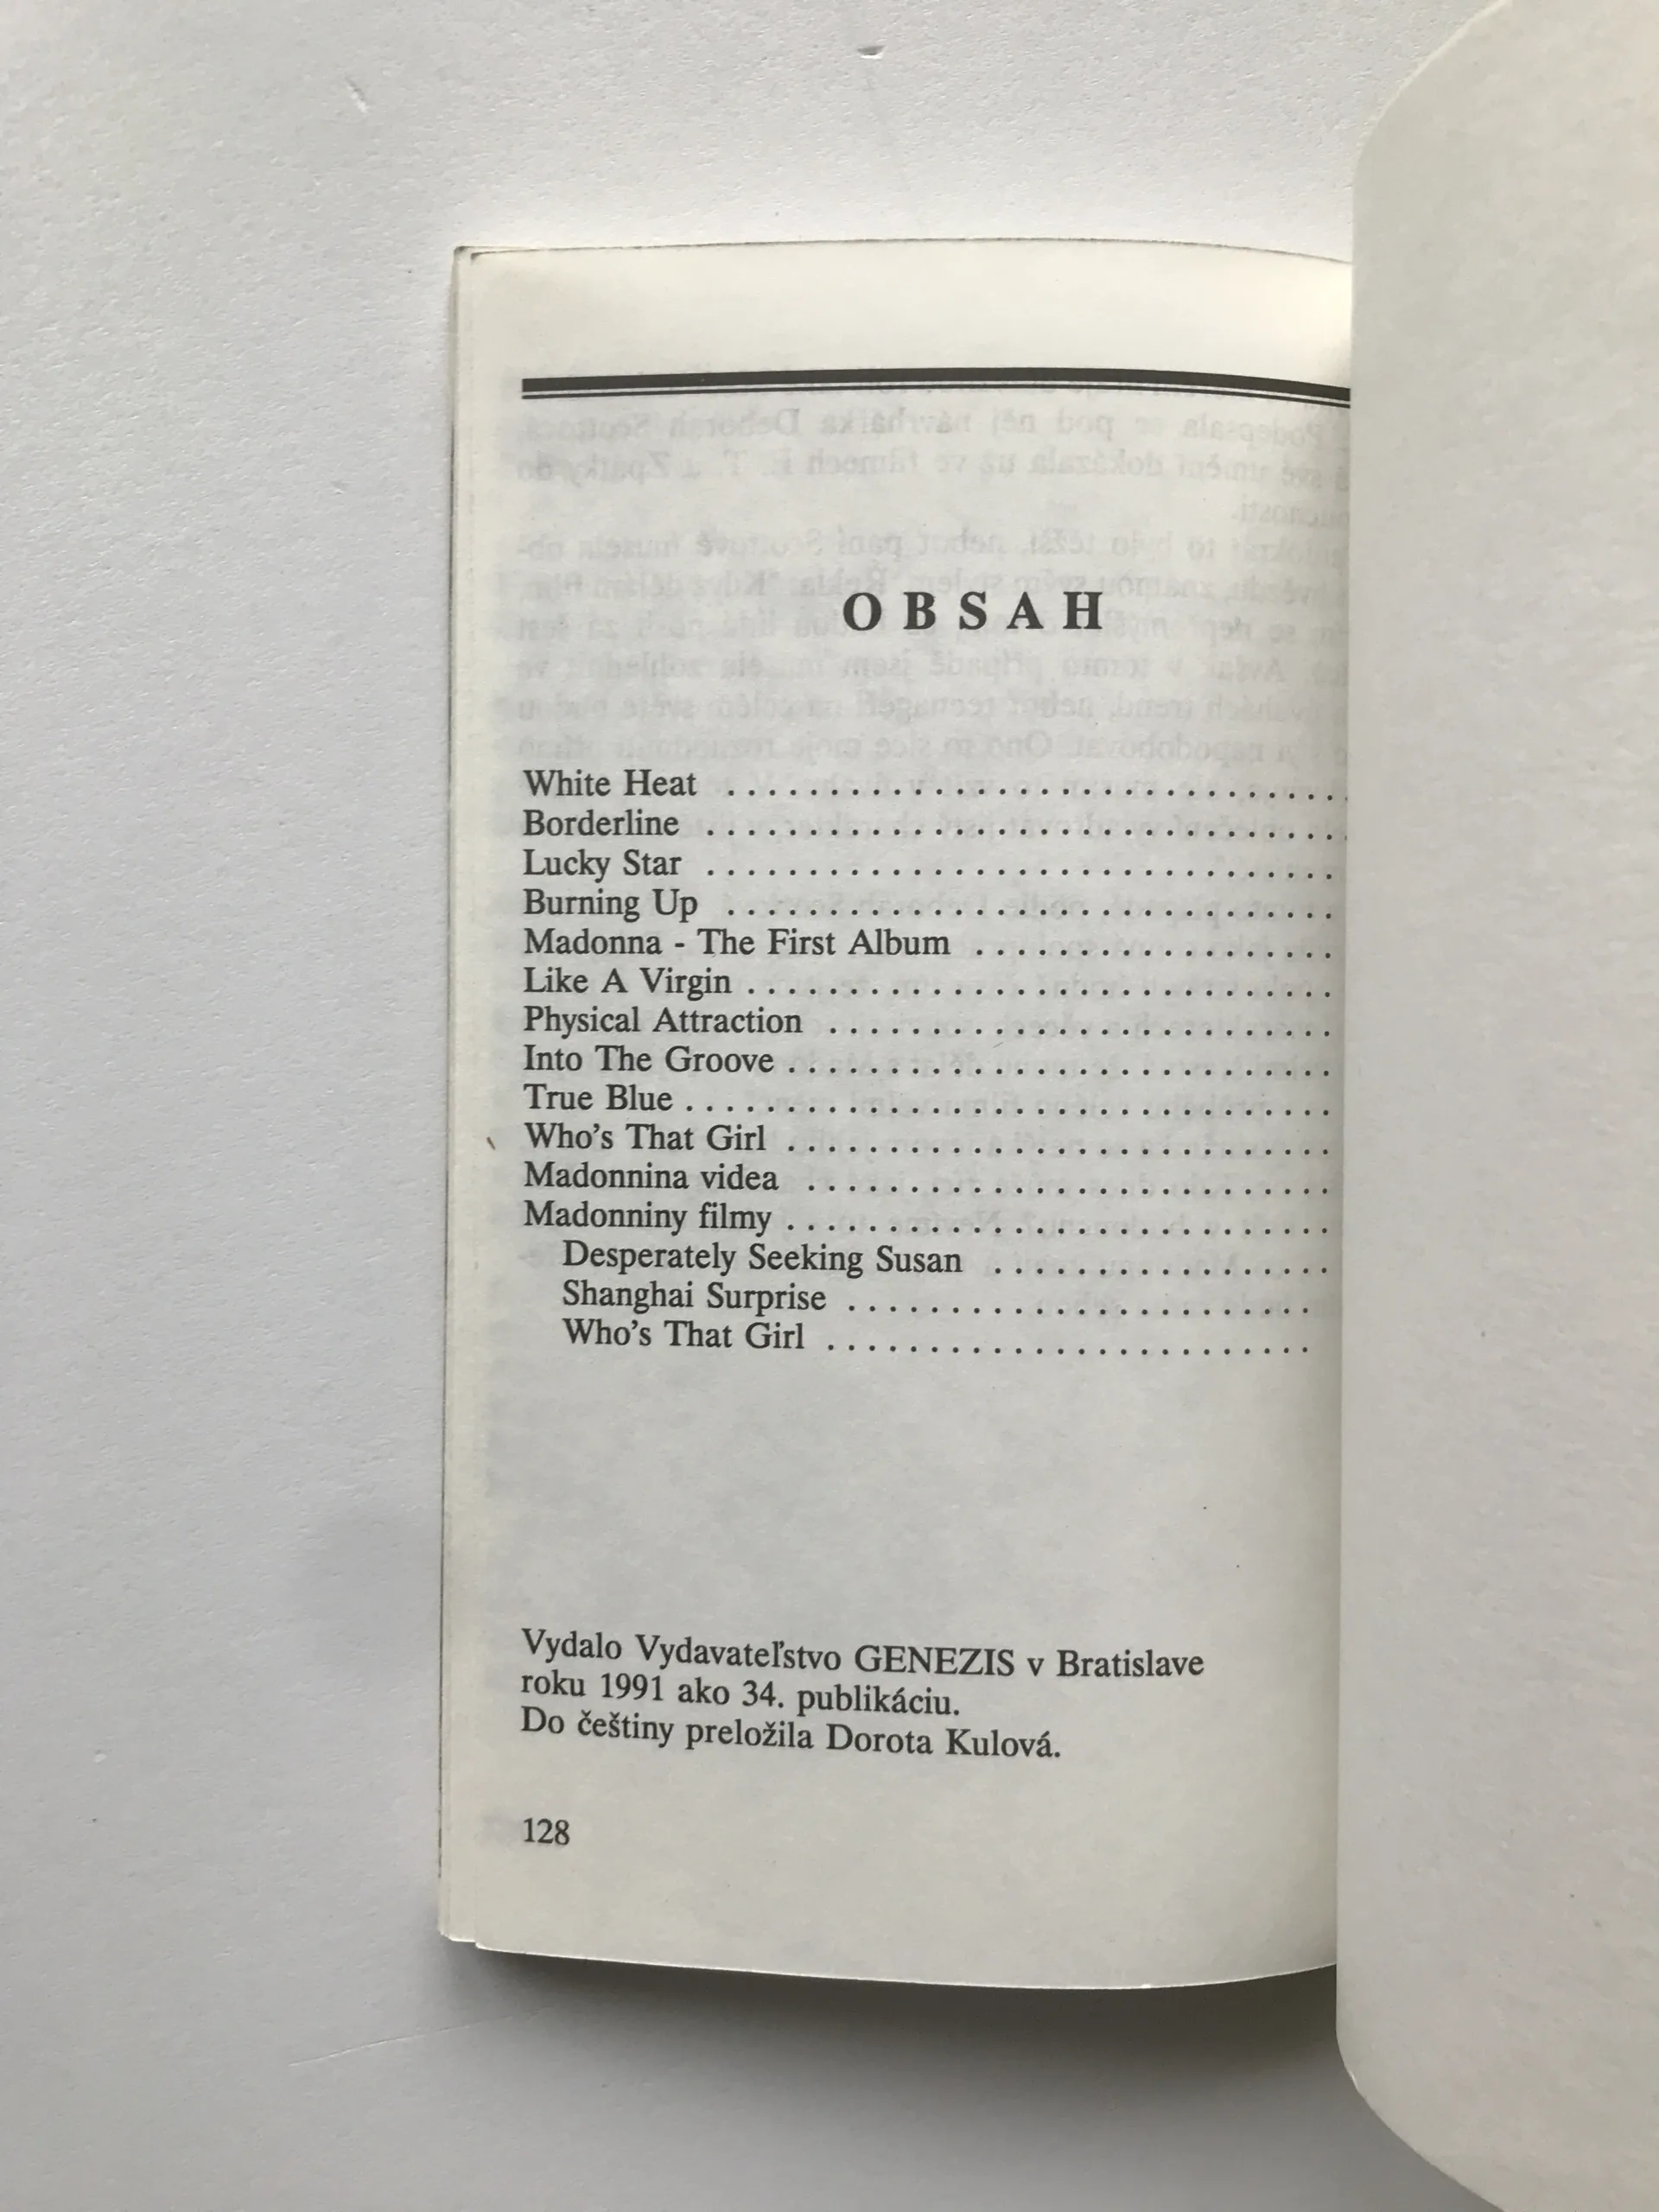 OBSAH
White Heat ..............................
Borderline ...............................
Lucky Star ...............................
Burning Up ..............................
Madonna - The First Album ..................
Like A Virgin .............................
Physical Attraction .........................
Into The Groove ...........................
True Blue ................................
Who's That Girl ...........................
Madonnina videa ..........................
Madonniny filmy ...........................
Desperately Seeking Susan .................
Shanghai Surprise .......................
Who's That Girl ........................
Vydalo Vydavateľstvo GENEZIS v Bratislave
roku 1991 ako 34. publikáciu.
Do češtiny preložila Dorota Kulová.
128